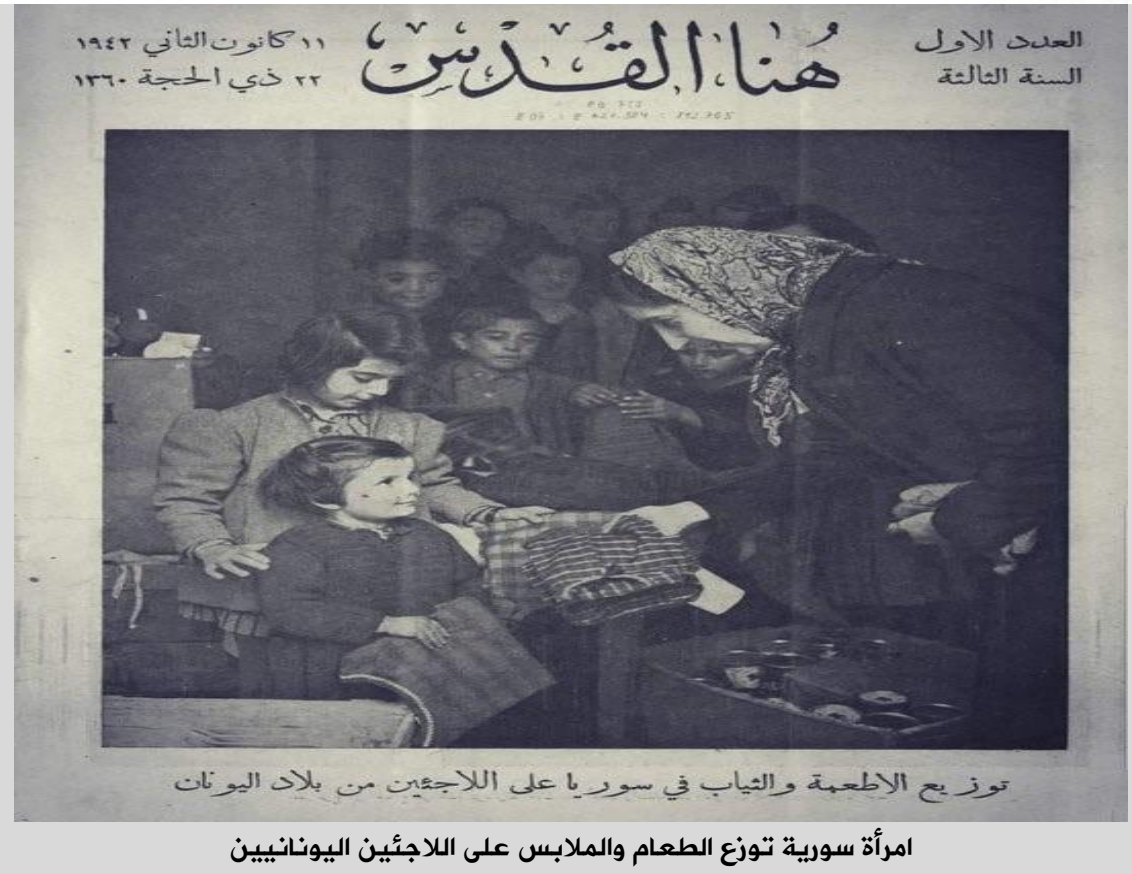 العدد الاول
السنة الثالثة
هنا القدس
١١ كانون الثاني ١٩٤٢
٢٢ ذي الحجة ١٣٦٠
توزيع الاطعمة والثياب في سوريا على اللاجئين من بلاد اليونان
امرأة سورية توزع الطعام والملابس على اللاجئين اليونانيين